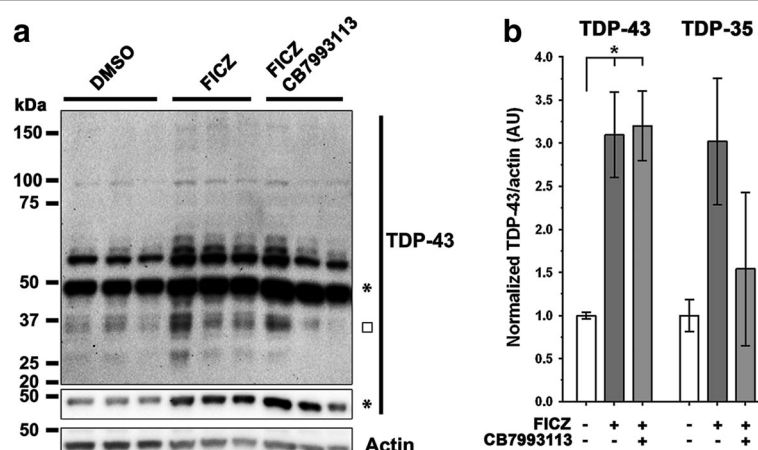 a
DMSO
FICZ
FICZ
CB7993113
kDa
150
100
75
50
37
25
20
50
50
*
□
*
TDP-43
Actin
b
TDP-43 TDP-35
*
Normalized TDP-43/actin (AU)
4.0
3.5
3.0
2.5
2.0
1.5
1.0
0.5
0.0
FICZ - + + - + +
CB7993113 - - + - - +